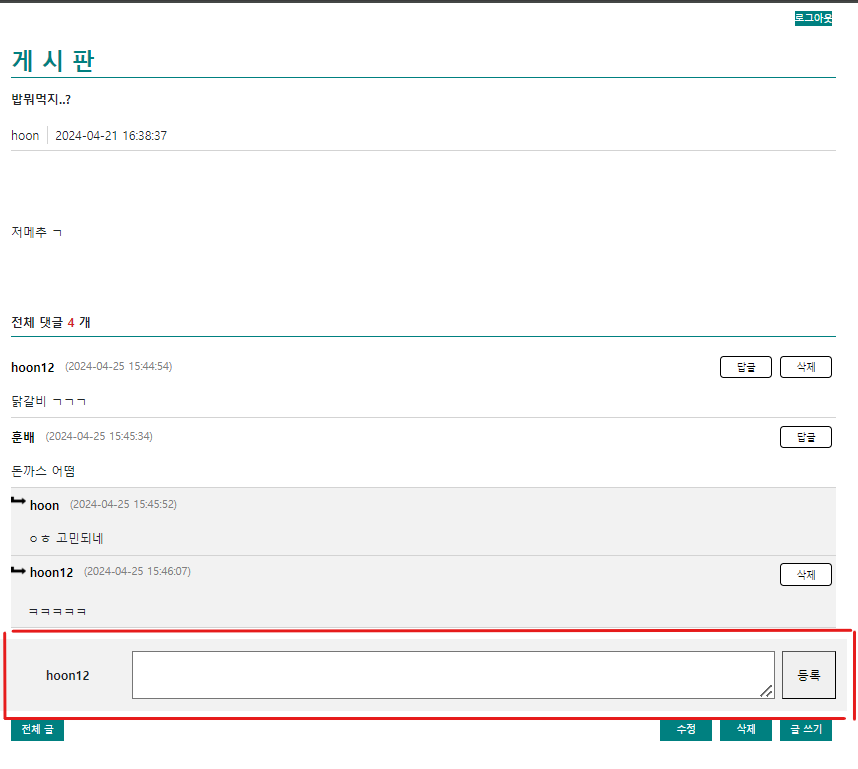 로그아웃
게 시 판
밥뭐먹지..?
hoon 2024-04-21 16:38:37
저메추 ㄱ
전체 댓글 4 개
hoon12 (2024-04-25 15:44:54) 답글 삭제
닭갈비 ㄱㄱㄱ
훈배 (2024-04-25 15:45:34) 답글
돈까스 어떰
hoon (2024-04-25 15:45:52)
ㅇㅎ 고민되네
hoon12 (2024-04-25 15:46:07) 삭제
ㅋㅋㅋㅋㅋ
hoon12 등록
전체 글 수정 삭제 글 쓰기